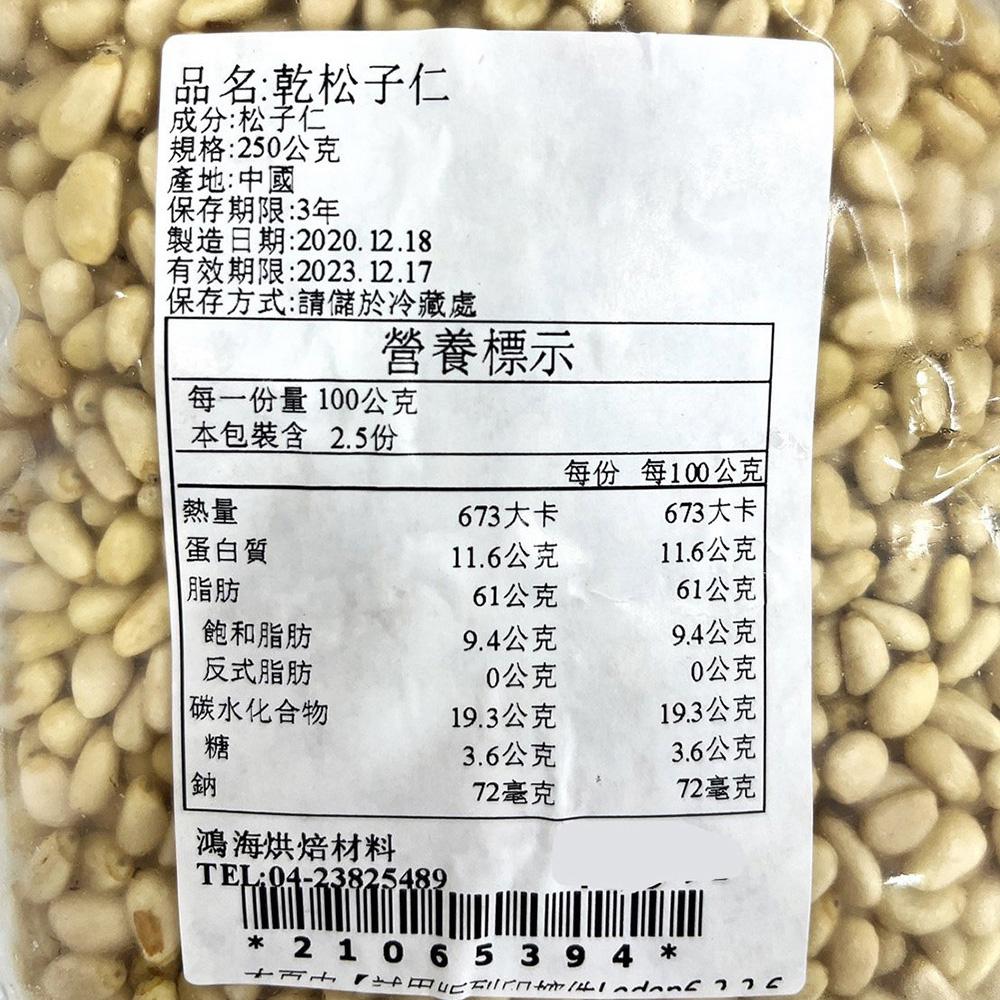 品名:乾松子仁
成分:松子仁
規格:250公克
產地:中國
保存期限:3年
製造日期:2020.12.18
有效期限:2023.12.17
保存方式:請儲於冷藏處
營養標示
每一份量 100公克
本包裝含 2.5份
每份 每100公克
熱量 673大卡 673大卡
蛋白質 11.6公克 11.6公克
脂肪 61公克 61公克
飽和脂肪 9.4公克 9.4公克
反式脂肪 0公克 0公克
碳水化合物 19.3公克 19.3公克
糖 3.6公克 3.6公克
鈉 72毫克 72毫克
鴻海烘焙材料
TEL:04-23825489
*21065394*